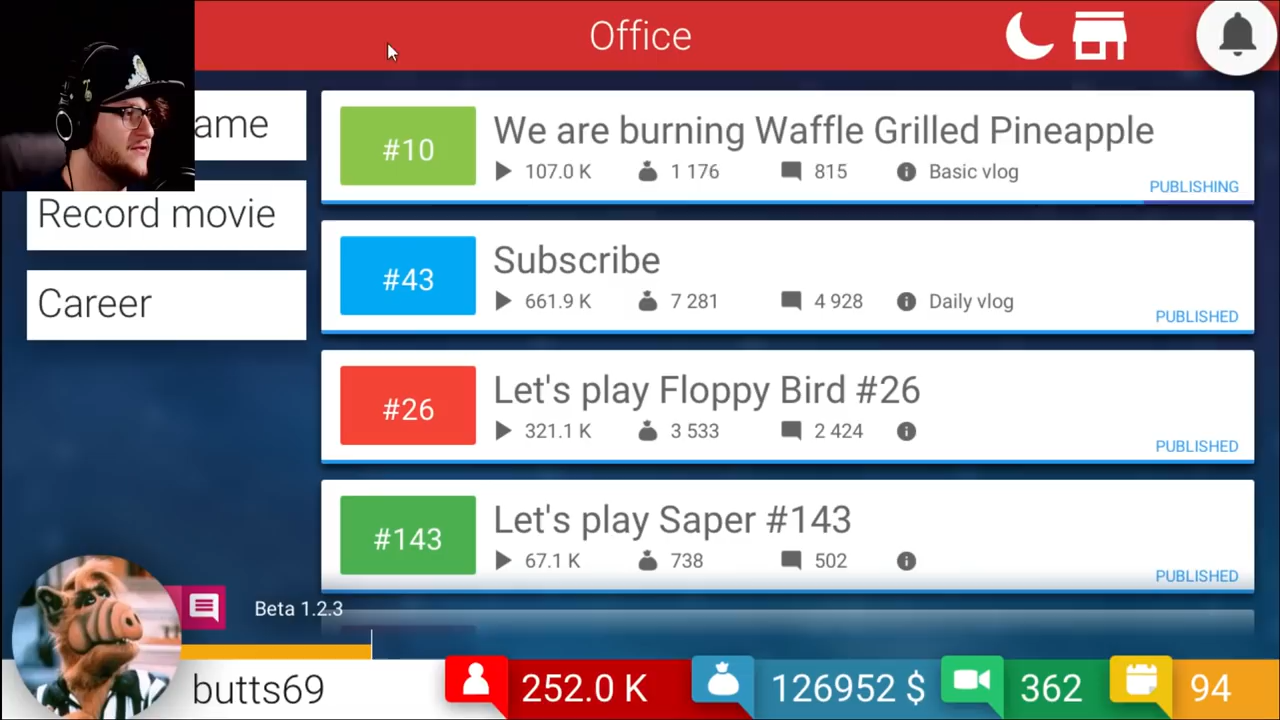 Office
ame
Record movie
Career
#10
We are burning Waffle Grilled Pineapple
107.0 K 1 176 815 Basic vlog
PUBLISHING
#43
Subscribe
661.9 K 7 281 4 928 Daily vlog
PUBLISHED
#26
Let's play Floppy Bird #26
321.1 K 3 533 2 424
PUBLISHED
#143
Let's play Saper #143
67.1 K 738 502
PUBLISHED
Beta 1.2.3
butts69
252.0 K
126952 $
362
94